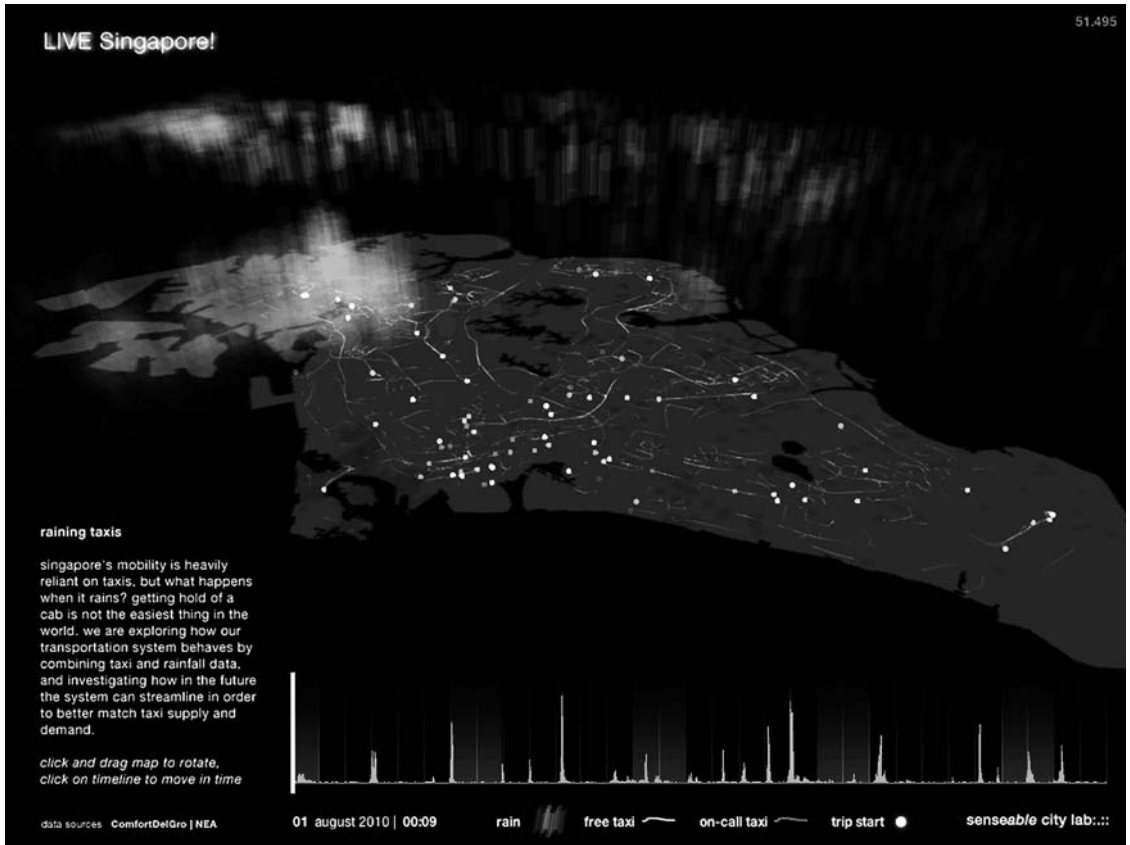 51.495
LIVE Singapore!
raining taxis
singapore's mobility is heavily
reliant on taxis, but what happens
when it rains? getting hold of a
cab is not the easiest thing in the
world. we are exploring how our
transportation system behaves by
combining taxi and rainfall data,
and investigating how in the future
the system can streamline in order
to better match taxi supply and
demand.
click and drag map to rotate,
click on timeline to move in time
data sources ComfortDelGro | NEA
01 august 2010 | 00:09 rain free taxi on-call taxi trip start senseable city lab:.::